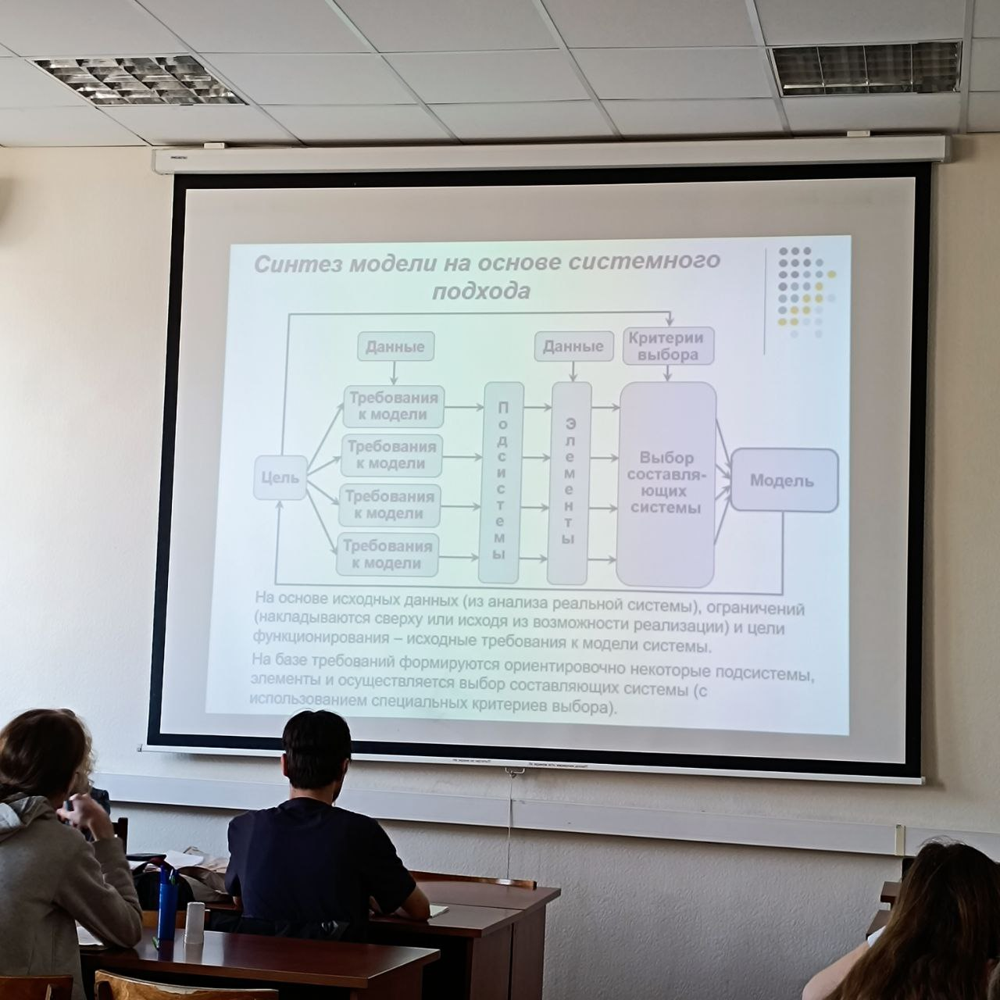 Синтез модели на основе системного
подхода
Данные
Данные
Критерии
выбора
Требования
к модели
Требования
к модели
Требования
к модели
Требования
к модели
Цель
Подсистемы
Элементы
Выбор
составля-
ющих
системы
Модель
На основе исходных данных (из анализа реальной системы), ограничений
(накладываются сверху или исходя из возможности реализации) и цели
функционирования – исходные требования к модели системы.
На базе требований формируются ориентировочно некоторые подсистемы,
элементы и осуществляется выбор составляющих системы (с
использованием специальных критериев выбора).